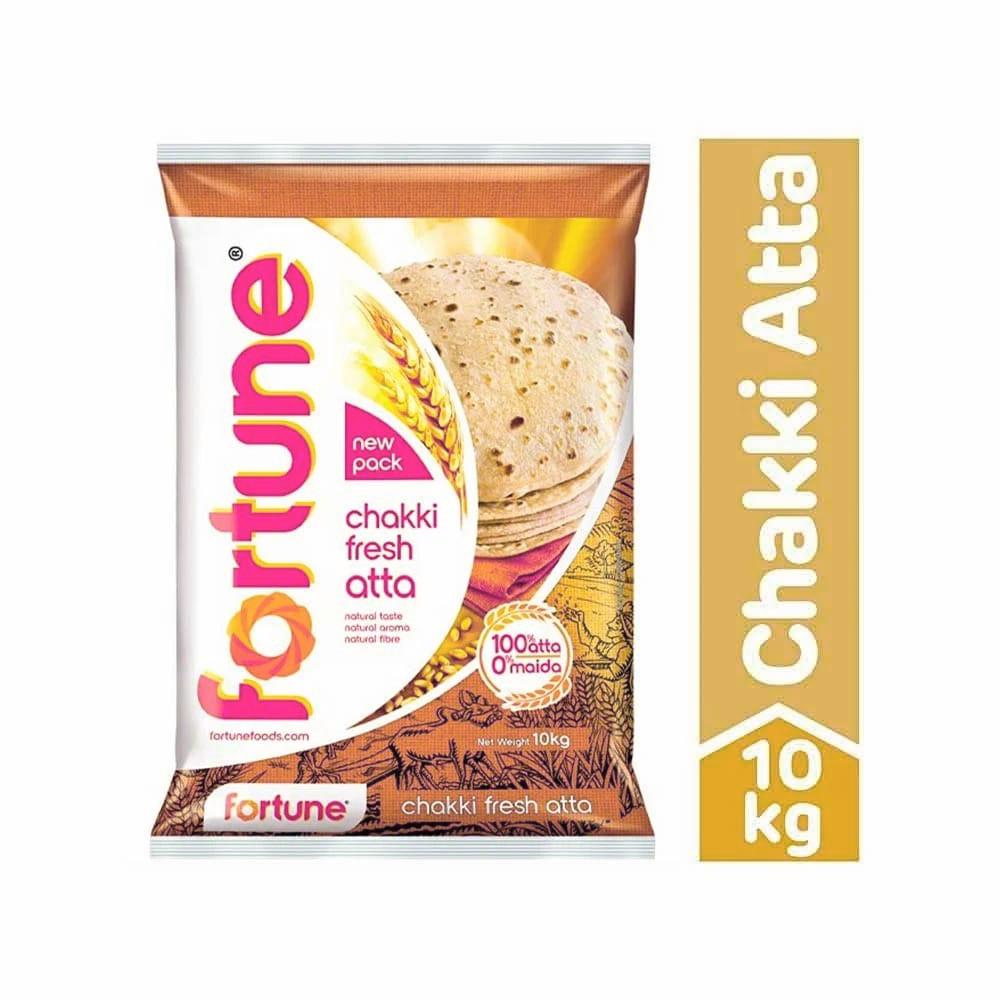 fortune®
new
pack
chakki
fresh
atta
natural taste
natural aroma
natural fibre
100% atta
0% maida
fortunefoods.com
Net Weight 10kg
fortune
chakki fresh atta
Chakki Atta
10
kg